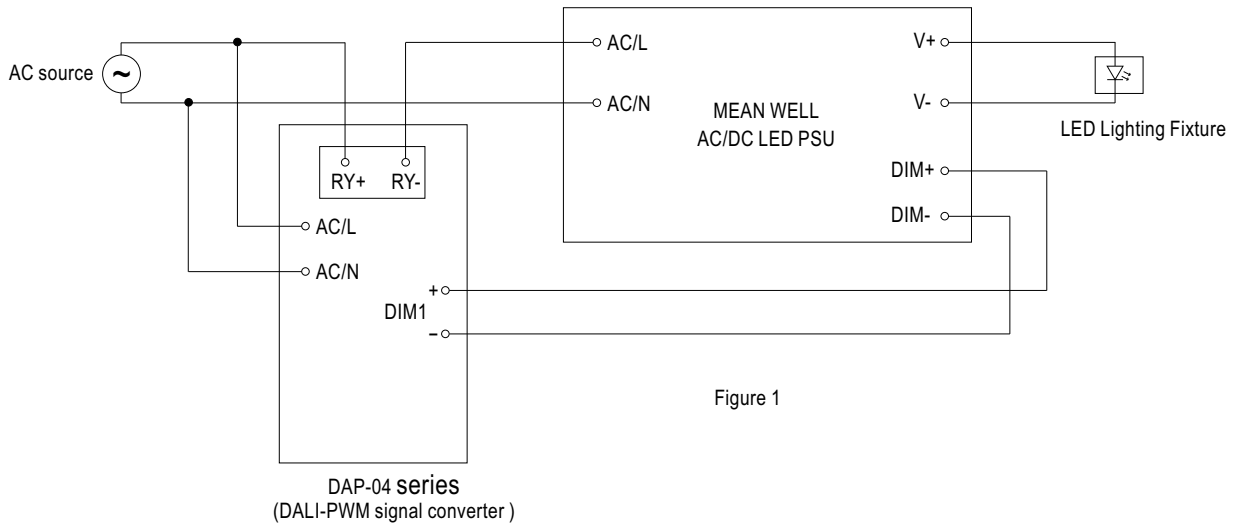 AC source
~
AC/L
AC/N
MEAN WELL
AC/DC LED PSU
V+
V-
DIM+
DIM-
LED Lighting Fixture
RY+ RY-
AC/L
AC/N
+
DIM1
-
Figure 1
DAP-04 series
(DALI-PWM signal converter )